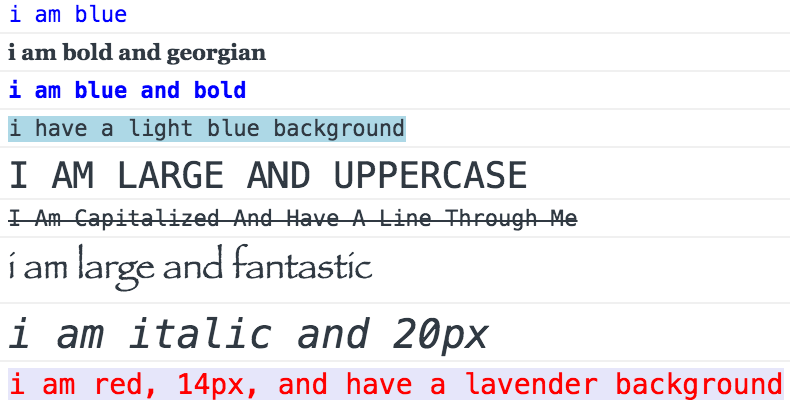 i am blue
i am bold and georgian
i am blue and bold
i have a light blue background
I AM LARGE AND UPPERCASE
I Am Capitalized And Have A Line Through Me
i am large and fantastic
i am italic and 20px
i am red, 14px, and have a lavender background